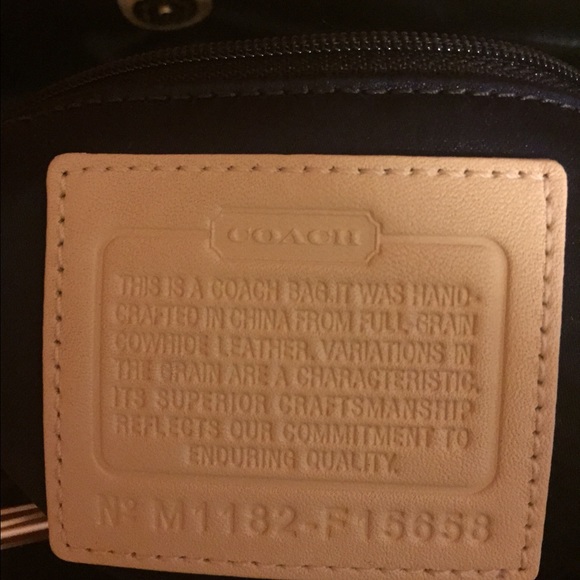 COACH
THIS IS A COACH BAG.IT WAS HAND-
CRAFTED IN CHINA FROM FULL-GRAIN
COWHIDE LEATHER. VARIATIONS IN
THE GRAIN ARE A CHARACTERISTIC.
ITS SUPERIOR CRAFTSMANSHIP
REFLECTS OUR COMMITMENT TO
ENDURING QUALITY.
Nº M1182-F15658